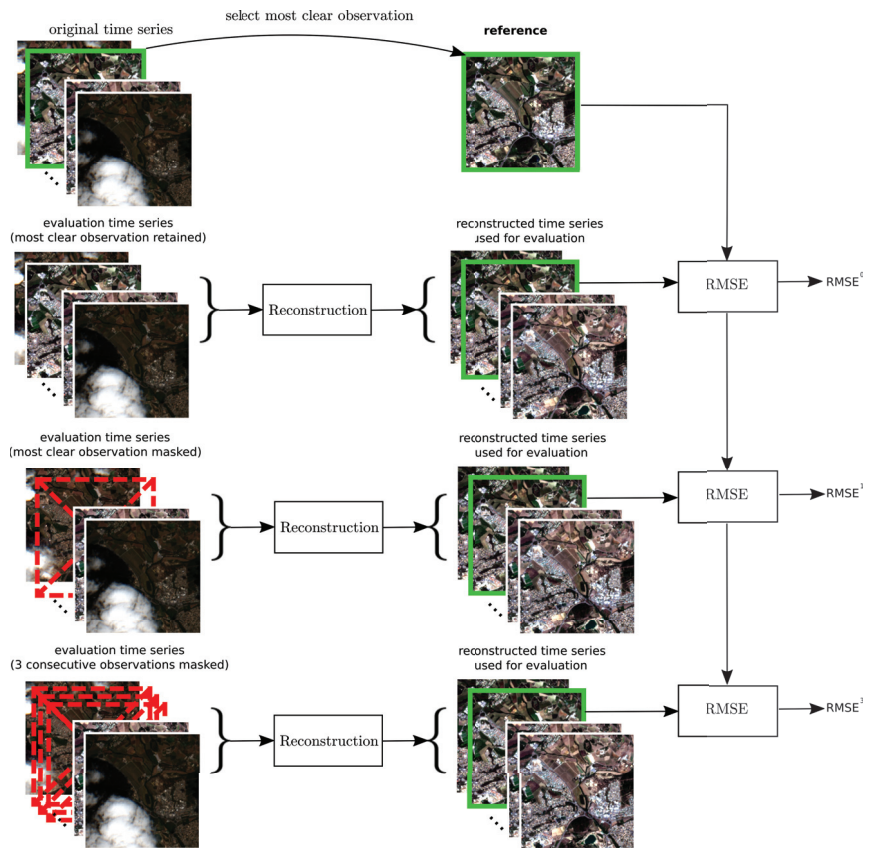 select most clear observation
original time series
reference
evaluation time series
(most clear observation retained)
reconstructed time series
used for evaluation
Reconstruction
RMSE
RMSE⁰
evaluation time series
(most clear observation masked)
reconstructed time series
used for evaluation
Reconstruction
RMSE
RMSE¹
evaluation time series
(3 consecutive observations masked)
reconstructed time series
used for evaluation
Reconstruction
RMSE
RMSE³